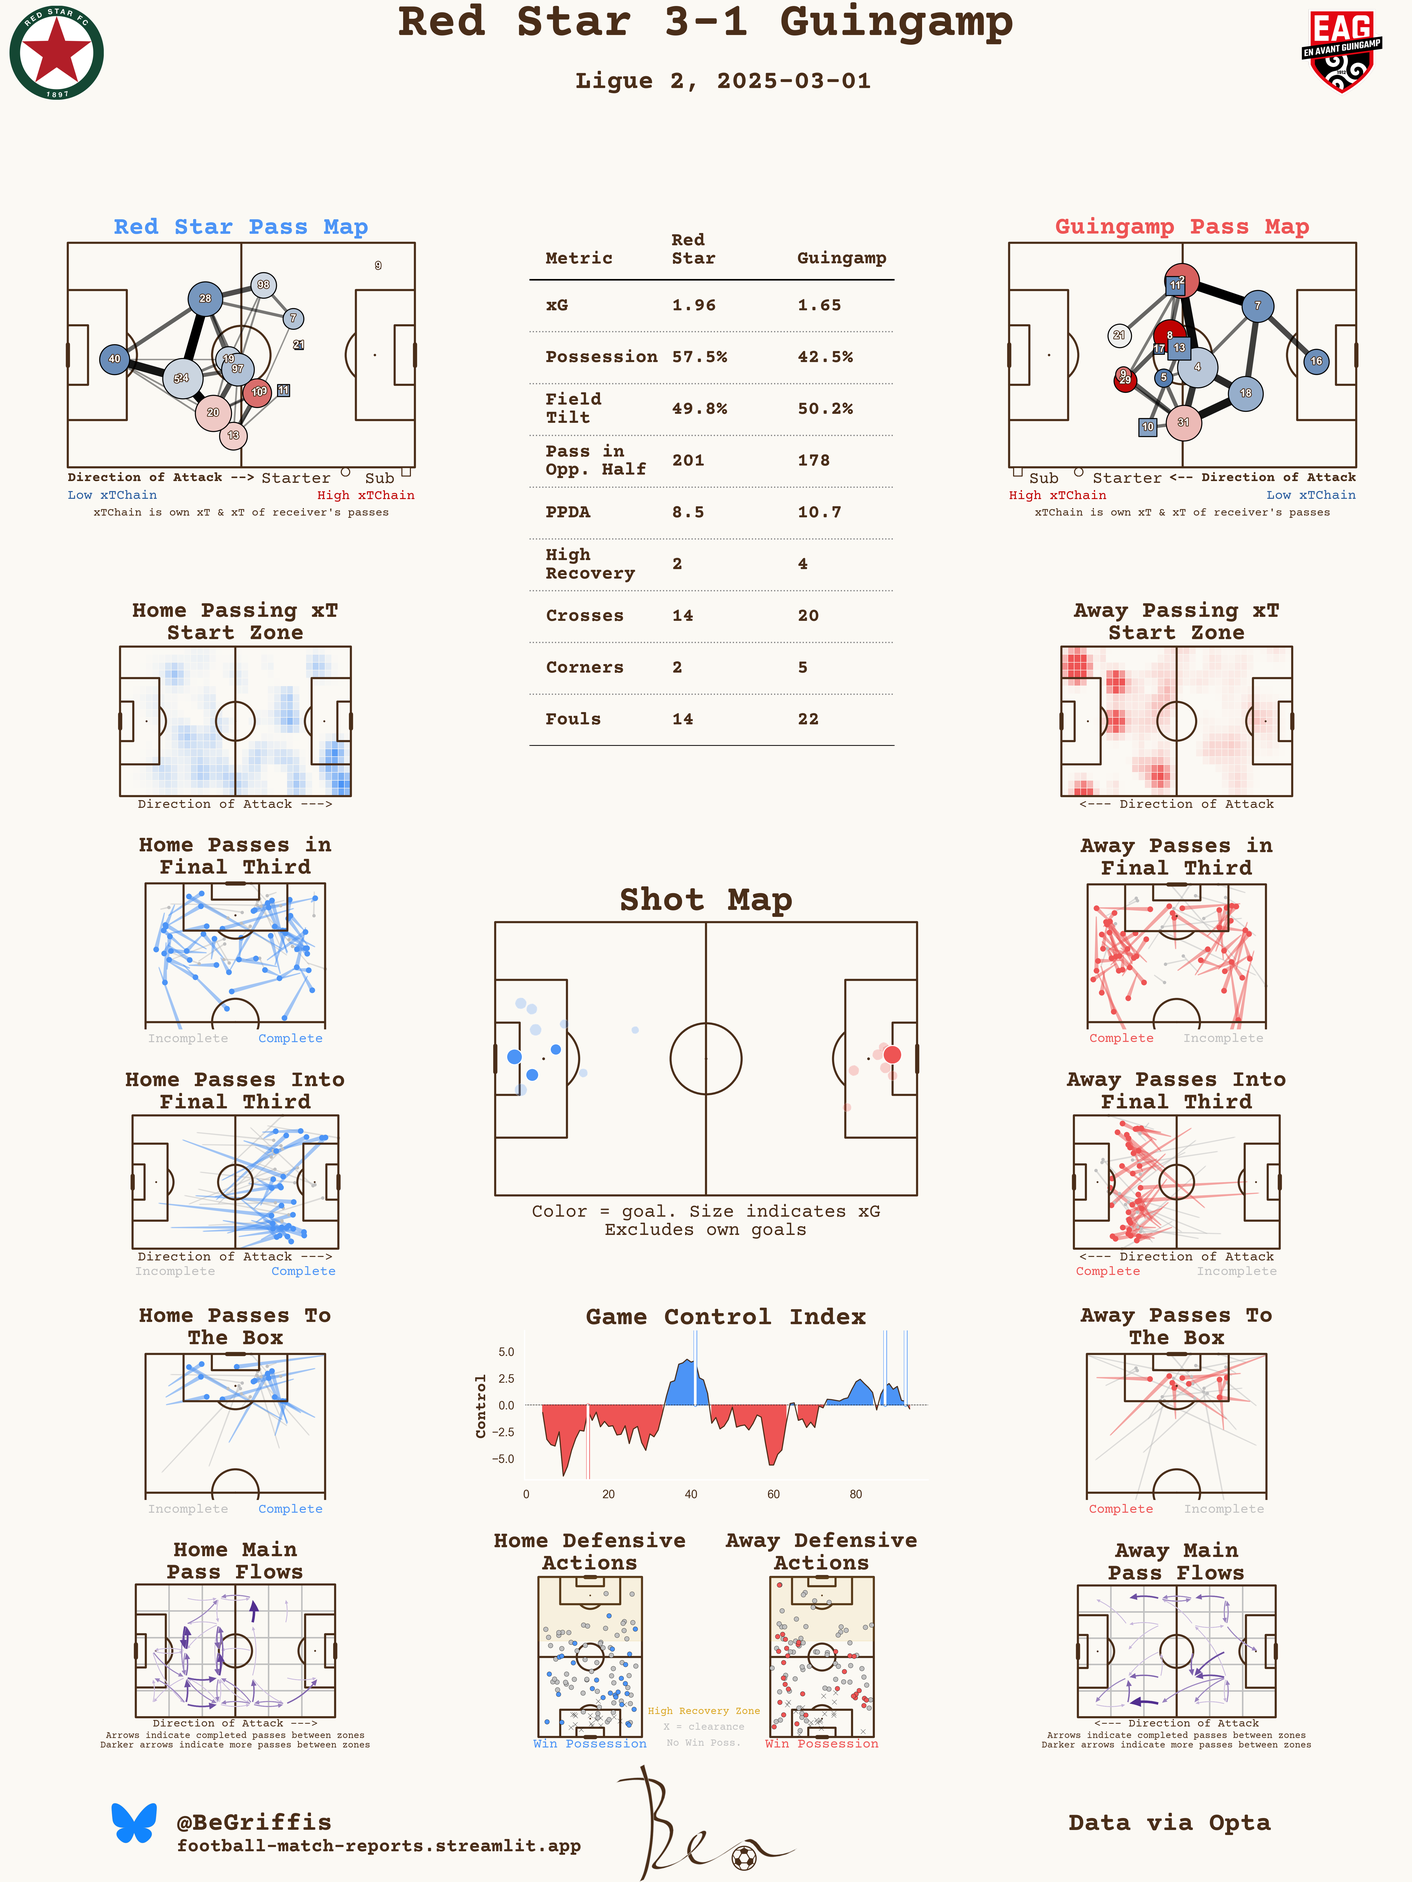 Red Star 3-1 Guingamp
Ligue 2, 2025-03-01
RED STAR FC
1897
EAG
EN AVANT GUINGAMP
1912
Red Star Pass Map
9
98
28
7
21
40
19
97
24
10
11
20
13
Direction of Attack --> Starter Sub
Low xTChain High xTChain
xTChain is own xT & xT of receiver's passes
Metric Red Star Guingamp
xG 1.96 1.65
Possession 57.5% 42.5%
Field Tilt 49.8% 50.2%
Pass in Opp. Half 201 178
PPDA 8.5 10.7
High Recovery 2 4
Crosses 14 20
Corners 2 5
Fouls 14 22
Guingamp Pass Map
2
11
7
21
8
17
13
16
4
9
29
5
18
10
31
Sub Starter <-- Direction of Attack
High xTChain Low xTChain
xTChain is own xT & xT of receiver's passes
Home Passing xT
Start Zone
Direction of Attack --->
Away Passing xT
Start Zone
<--- Direction of Attack
Home Passes in
Final Third
Incomplete Complete
Away Passes in
Final Third
Complete Incomplete
Shot Map
Color = goal. Size indicates xG
Excludes own goals
Home Passes Into
Final Third
Direction of Attack --->
Incomplete Complete
Away Passes Into
Final Third
<--- Direction of Attack
Complete Incomplete
Home Passes To
The Box
Incomplete Complete
Game Control Index
Control
5.0
2.5
0.0
−2.5
−5.0
0 20 40 60 80
Away Passes To
The Box
Complete Incomplete
Home Main
Pass Flows
Direction of Attack --->
Arrows indicate completed passes between zones
Darker arrows indicate more passes between zones
Home Defensive
Actions
Win Possession
High Recovery Zone
X = clearance
No Win Poss.
Away Defensive
Actions
Win Possession
Away Main
Pass Flows
<--- Direction of Attack
Arrows indicate completed passes between zones
Darker arrows indicate more passes between zones
@BeGriffis
football-match-reports.streamlit.app
Ben
Data via Opta